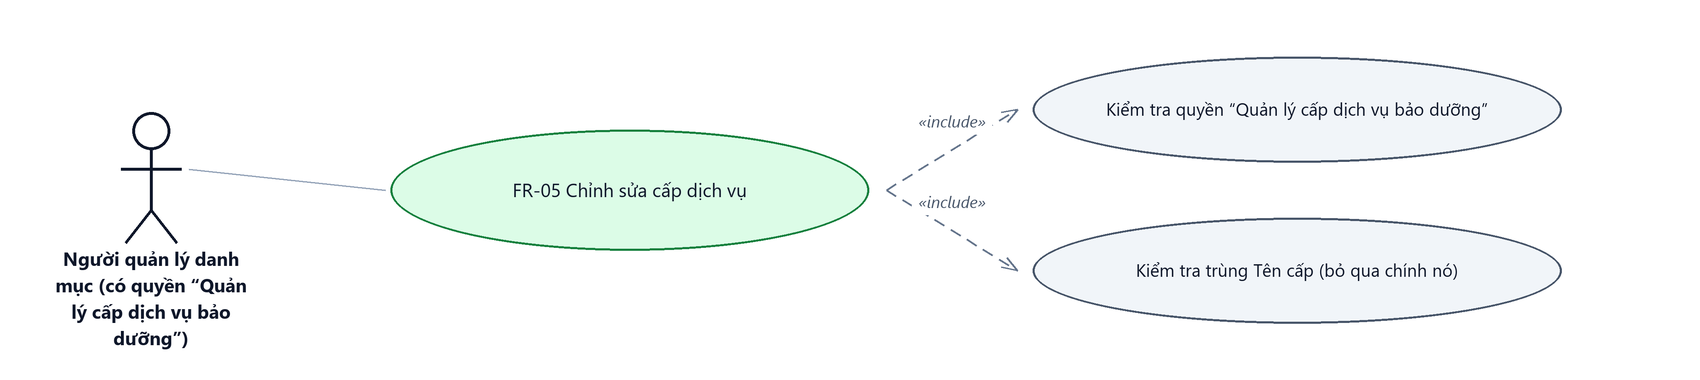 Người quản lý danh
mục (có quyền “Quản
lý cấp dịch vụ bảo
dưỡng”)
FR-05 Chỉnh sửa cấp dịch vụ
«include»
«include»
Kiểm tra quyền “Quản lý cấp dịch vụ bảo dưỡng”
Kiểm tra trùng Tên cấp (bỏ qua chính nó)